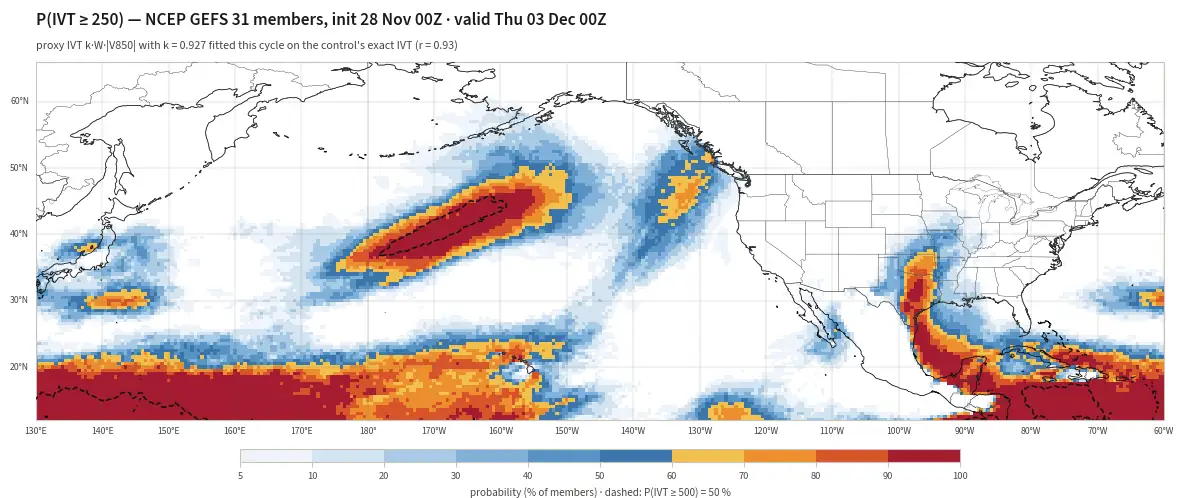 P(IVT ≥ 250) — NCEP GEFS 31 members, init 28 Nov 00Z · valid Thu 03 Dec 00Z
proxy IVT k·W·|V850| with k = 0.927 fitted this cycle on the control's exact IVT (r = 0.93)
60°N
50°N
40°N
30°N
20°N
130°E 140°E 150°E 160°E 170°E 180° 170°W 160°W 150°W 140°W 130°W 120°W 110°W 100°W 90°W 80°W 70°W 60°W
5 10 20 30 40 50 60 70 80 90 100
probability (% of members) · dashed: P(IVT ≥ 500) = 50 %